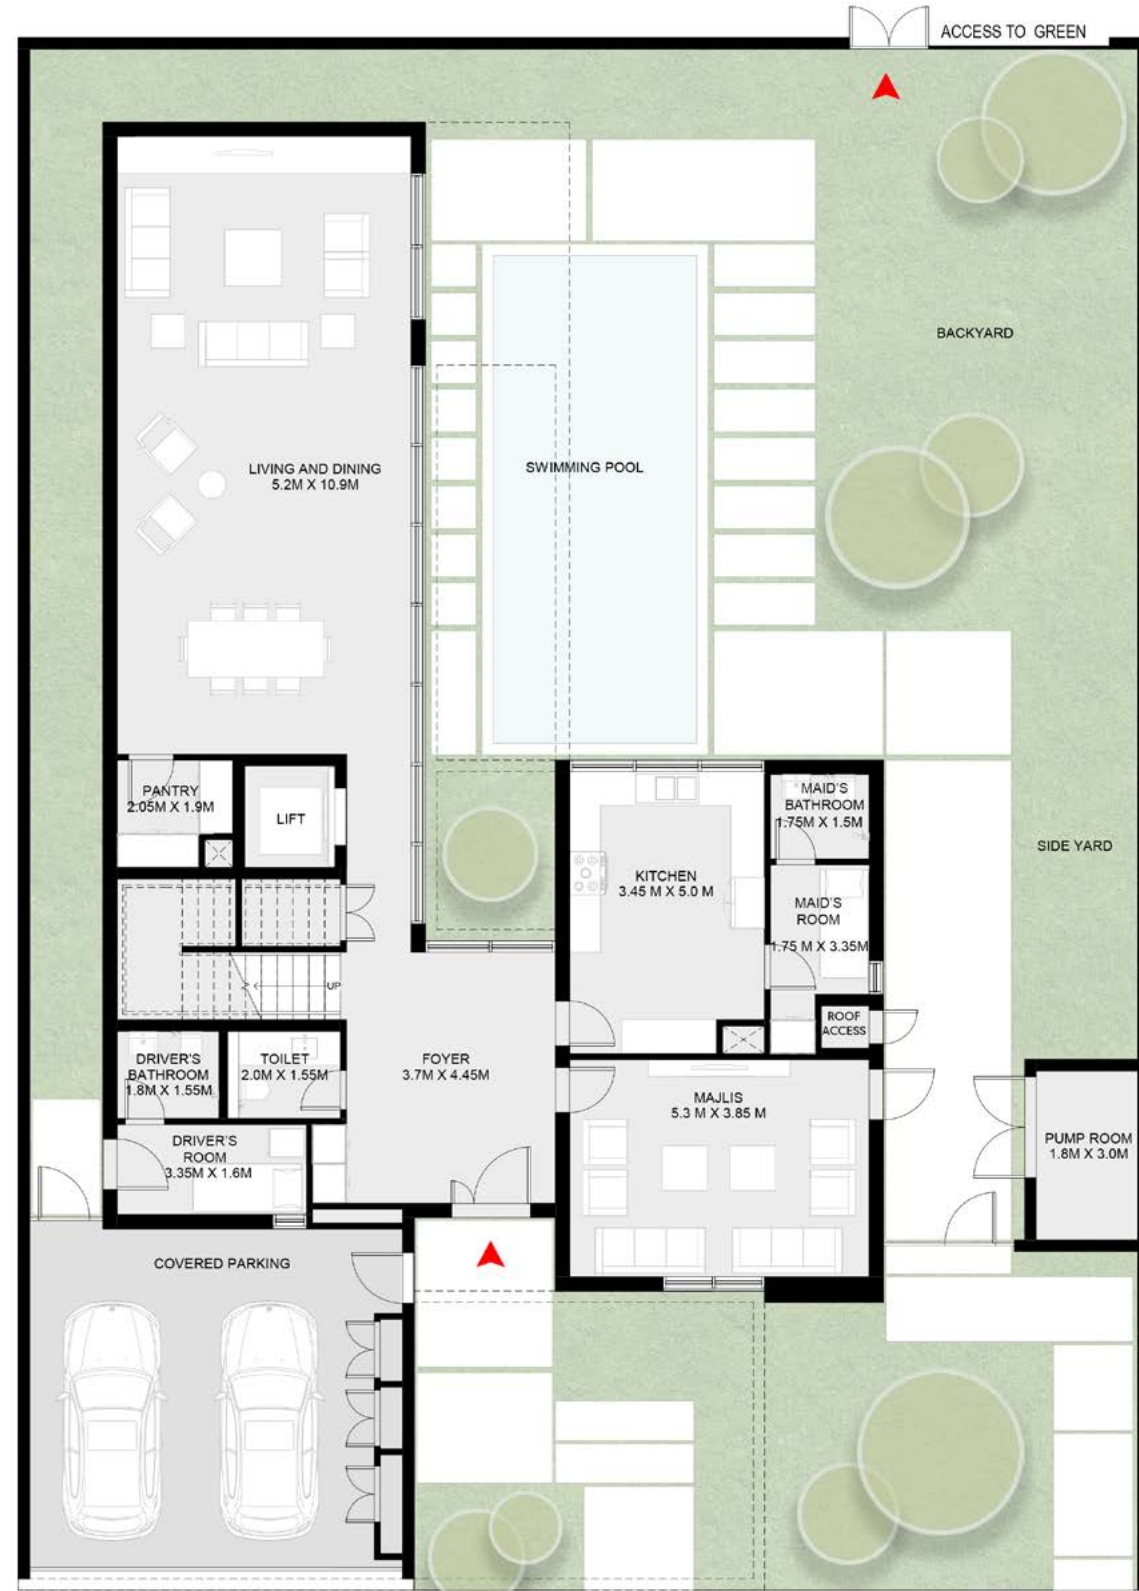 ACCESS TO GREEN
BACKYARD
LIVING AND DINING
5.2M X 10.9M
SWIMMING POOL
PANTRY
2.05M X 1.9M
LIFT
MAID'S
BATHROOM
1.75M X 1.5M
KITCHEN
3.45 M X 5.0 M
SIDE YARD
MAID'S
ROOM
1.75 M X 3.35M
UP
ROOF
ACCESS
DRIVER'S
BATHROOM
1.8M X 1.55M
TOILET
2.0M X 1.55M
FOYER
3.7M X 4.45M
MAJLIS
5.3 M X 3.85 M
DRIVER'S
ROOM
3.35M X 1.6M
PUMP ROOM
1.8M X 3.0M
COVERED PARKING